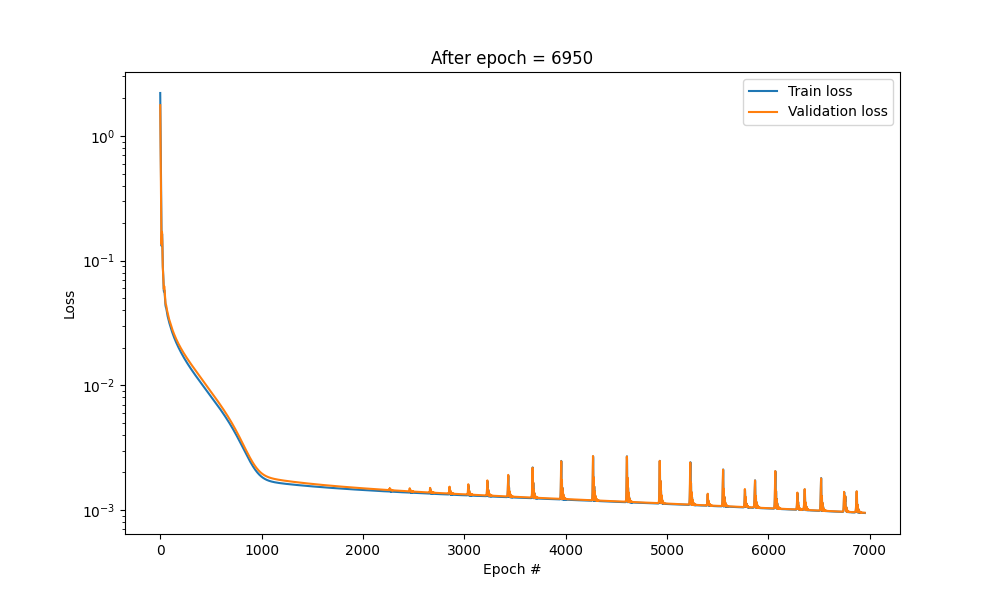 After epoch = 6950
Train loss
Validation loss
10⁰
10⁻¹
10⁻²
10⁻³
Loss
0 1000 2000 3000 4000 5000 6000 7000
Epoch #